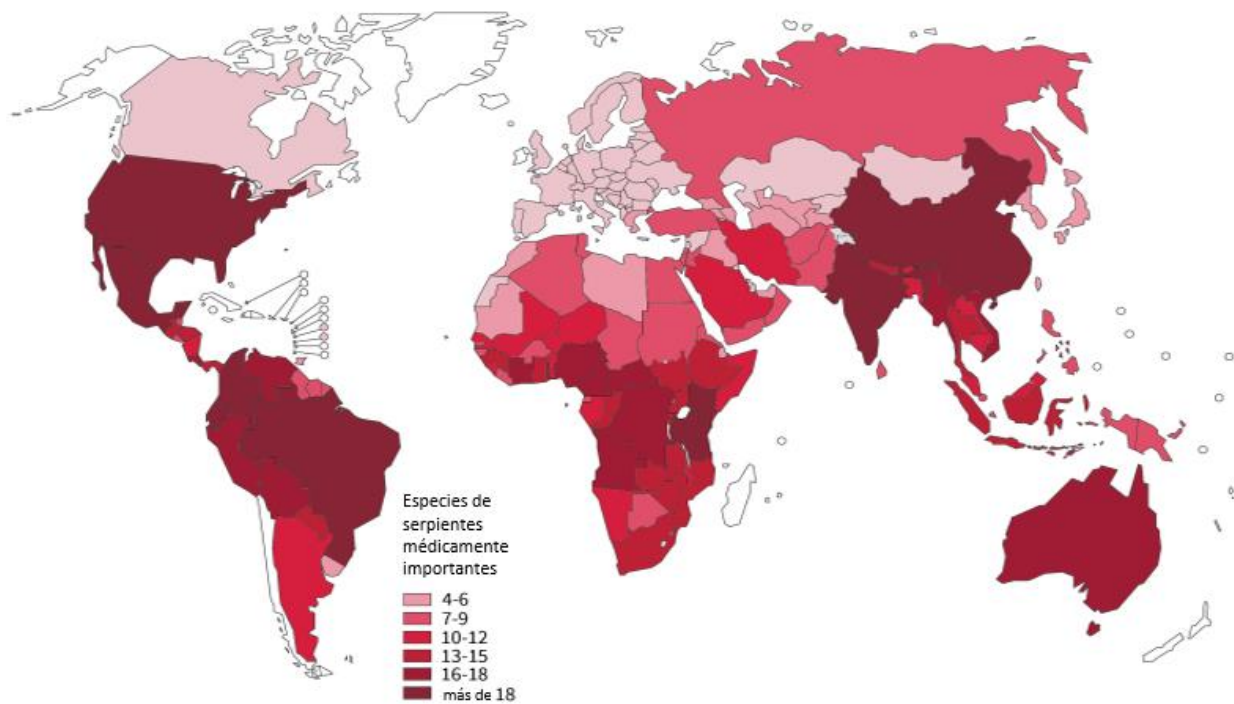 Especies de
serpientes
médicamente
importantes
4-6
7-9
10-12
13-15
16-18
más de 18